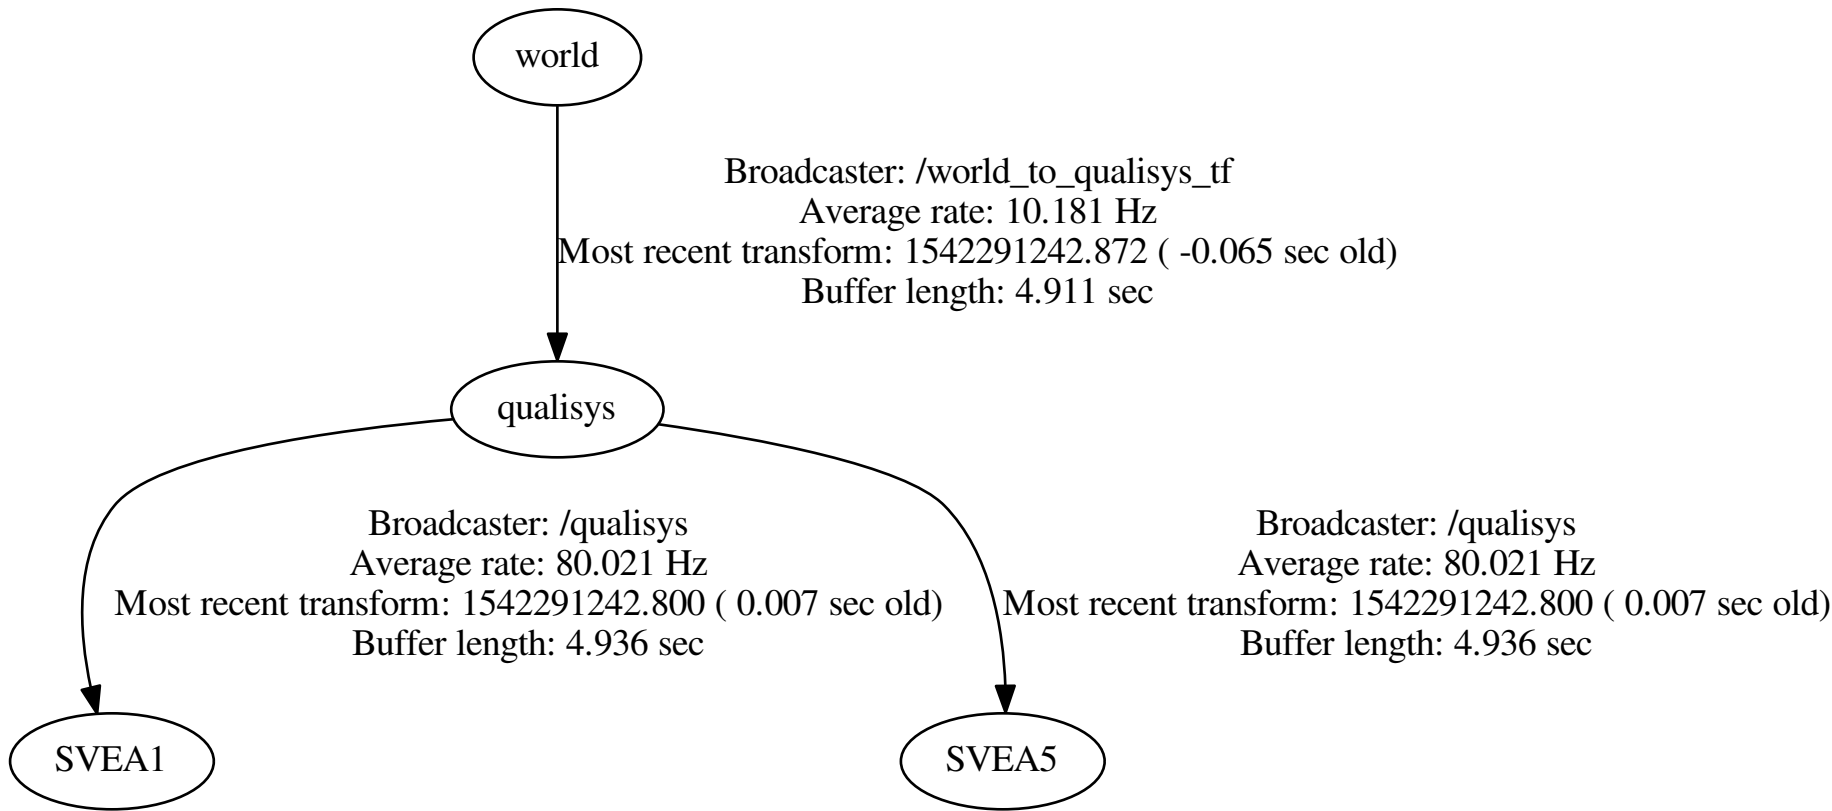 world
Broadcaster: /world_to_qualisys_tf
Average rate: 10.181 Hz
Most recent transform: 1542291242.872 ( -0.065 sec old)
Buffer length: 4.911 sec
qualisys
Broadcaster: /qualisys
Average rate: 80.021 Hz
Most recent transform: 1542291242.800 ( 0.007 sec old)
Buffer length: 4.936 sec
Broadcaster: /qualisys
Average rate: 80.021 Hz
Most recent transform: 1542291242.800 ( 0.007 sec old)
Buffer length: 4.936 sec
SVEA1
SVEA5